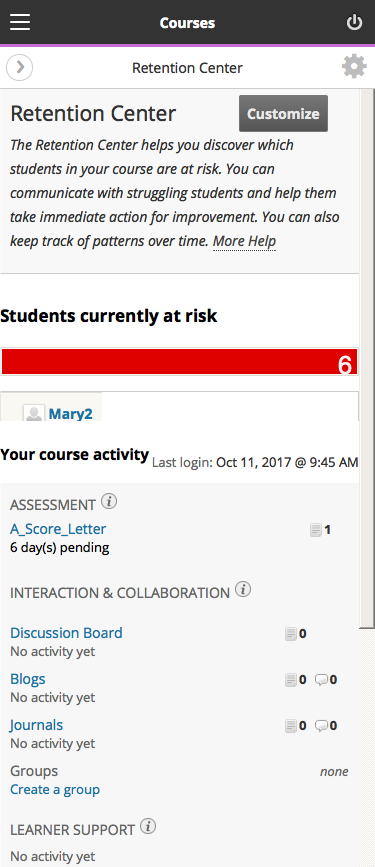 Courses
Retention Center
Retention Center
Customize
The Retention Center helps you discover which
students in your course are at risk. You can
communicate with struggling students and help them
take immediate action for improvement. You can also
keep track of patterns over time. More Help
Students currently at risk
6
Mary2
Your course activity Last login: Oct 11, 2017 @ 9:45 AM
ASSESSMENT i
A_Score_Letter 1
6 day(s) pending
INTERACTION & COLLABORATION i
Discussion Board 0
No activity yet
Blogs 0 0
No activity yet
Journals 0 0
No activity yet
Groups none
Create a group
LEARNER SUPPORT i
No activity yet